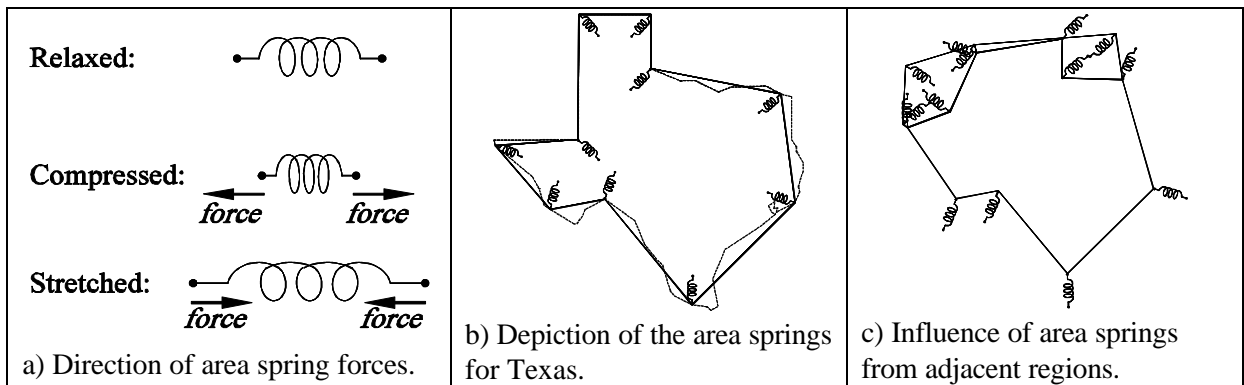 Relaxed:
Compressed:
force force
Stretched:
force force
a) Direction of area spring forces.
b) Depiction of the area springs
for Texas.
c) Influence of area springs
from adjacent regions.